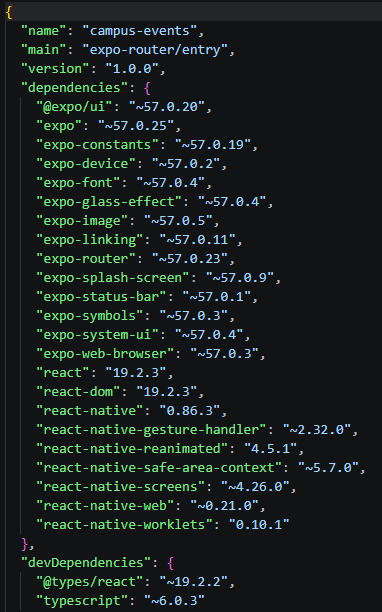 {
"name": "campus-events",
"main": "expo-router/entry",
"version": "1.0.0",
"dependencies": {
"@expo/ui": "~57.0.20",
"expo": "~57.0.25",
"expo-constants": "~57.0.19",
"expo-device": "~57.0.2",
"expo-font": "~57.0.4",
"expo-glass-effect": "~57.0.4",
"expo-image": "~57.0.5",
"expo-linking": "~57.0.11",
"expo-router": "~57.0.23",
"expo-splash-screen": "~57.0.9",
"expo-status-bar": "~57.0.1",
"expo-symbols": "~57.0.3",
"expo-system-ui": "~57.0.4",
"expo-web-browser": "~57.0.3",
"react": "19.2.3",
"react-dom": "19.2.3",
"react-native": "0.86.3",
"react-native-gesture-handler": "~2.32.0",
"react-native-reanimated": "4.5.1",
"react-native-safe-area-context": "~5.7.0",
"react-native-screens": "~4.26.0",
"react-native-web": "~0.21.0",
"react-native-worklets": "0.10.1"
},
"devDependencies": {
"@types/react": "~19.2.2",
"typescript": "~6.0.3"